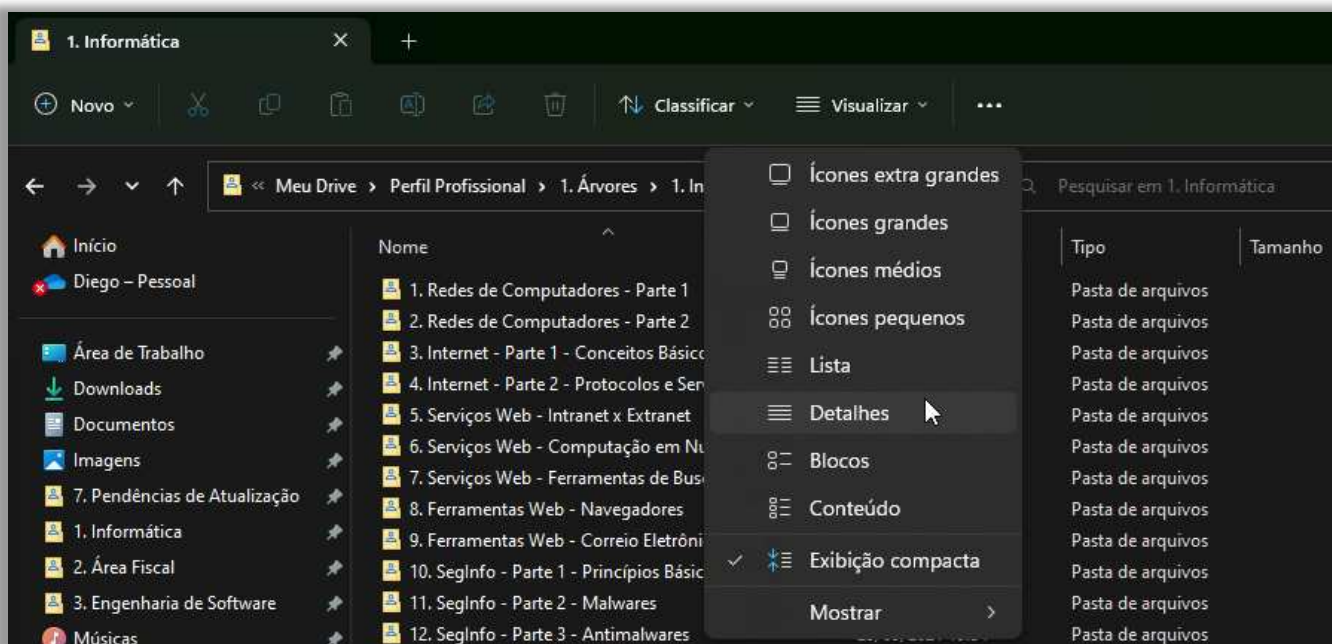 1. Informática
Novo Classificar Visualizar
« Meu Drive > Perfil Profissional > 1. Árvores > Pesquisar em 1. Informática
Início
Diego – Pessoal
Área de Trabalho
Downloads
Documentos
Imagens
7. Pendências de Atualização
1. Informática
2. Área Fiscal
3. Engenharia de Software
Músicas
Nome Tipo Tamanho
1. Redes de Computadores - Parte 1 Pasta de arquivos
2. Redes de Computadores - Parte 2 Pasta de arquivos
3. Internet - Parte 1 - Conceitos Pasta de arquivos
4. Internet - Parte 2 - Protocolos e Pasta de arquivos
5. Serviços Web - Intranet x Extranet Pasta de arquivos
6. Serviços Web - Computação em Pasta de arquivos
7. Serviços Web - Ferramentas de Pasta de arquivos
8. Ferramentas Web - Navegadores Pasta de arquivos
9. Ferramentas Web - Correio Pasta de arquivos
10. SegInfo - Parte 1 - Princípios Pasta de arquivos
11. SegInfo - Parte 2 - Malwares Pasta de arquivos
12. SegInfo - Parte 3 - Antimalwares Pasta de arquivos
Ícones extra grandes
Ícones grandes
Ícones médios
Ícones pequenos
Lista
Detalhes
Blocos
Conteúdo
Exibição compacta
Mostrar